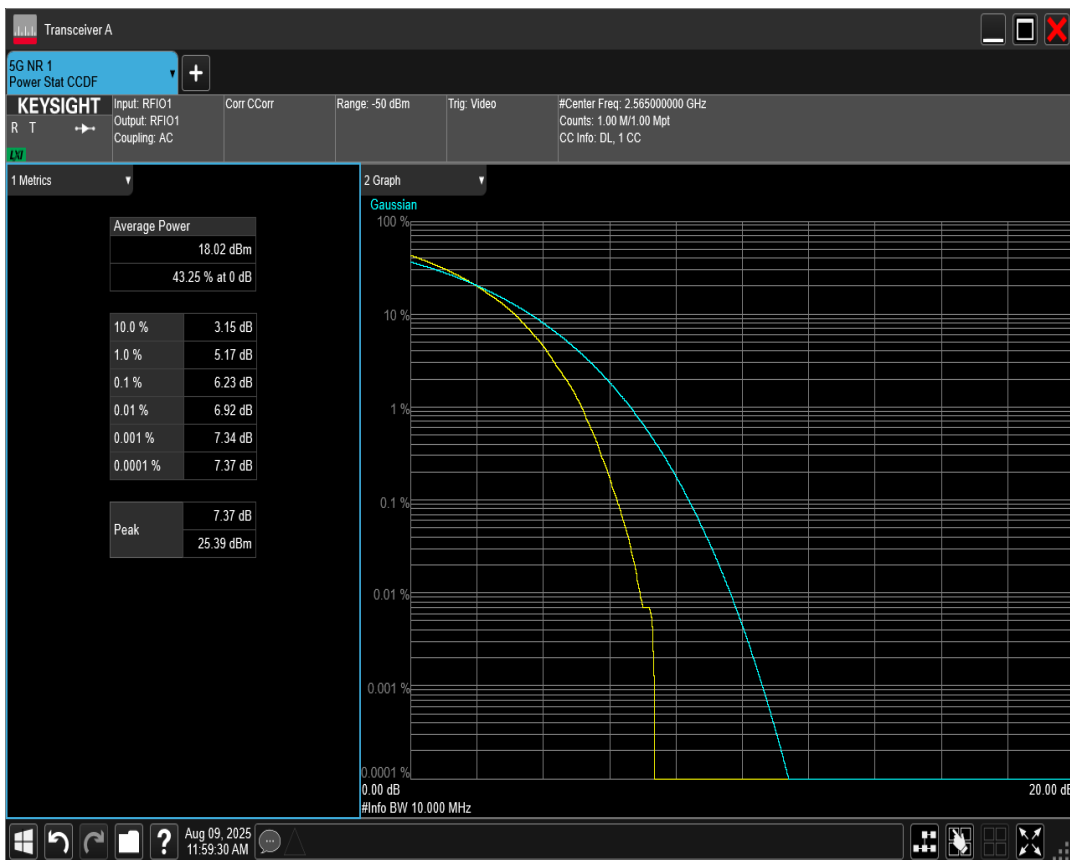 Transceiver A
5G NR 1
Power Stat CCDF
KEYSIGHT
R T
LXI
Input: RFIO1
Output: RFIO1
Coupling: AC
Corr CCorr
Range: -50 dBm
Trig: Video
#Center Freq: 2.565000000 GHz
Counts: 1.00 M/1.00 Mpt
CC Info: DL, 1 CC
1 Metrics
Average Power
18.02 dBm
43.25 % at 0 dB
10.0 % 3.15 dB
1.0 % 5.17 dB
0.1 % 6.23 dB
0.01 % 6.92 dB
0.001 % 7.34 dB
0.0001 % 7.37 dB
Peak
7.37 dB
25.39 dBm
2 Graph
Gaussian
100 %
10 %
1 %
0.1 %
0.01 %
0.001 %
0.0001 %
0.00 dB 20.00 dB
#Info BW 10.000 MHz
?
Aug 09, 2025
11:59:30 AM